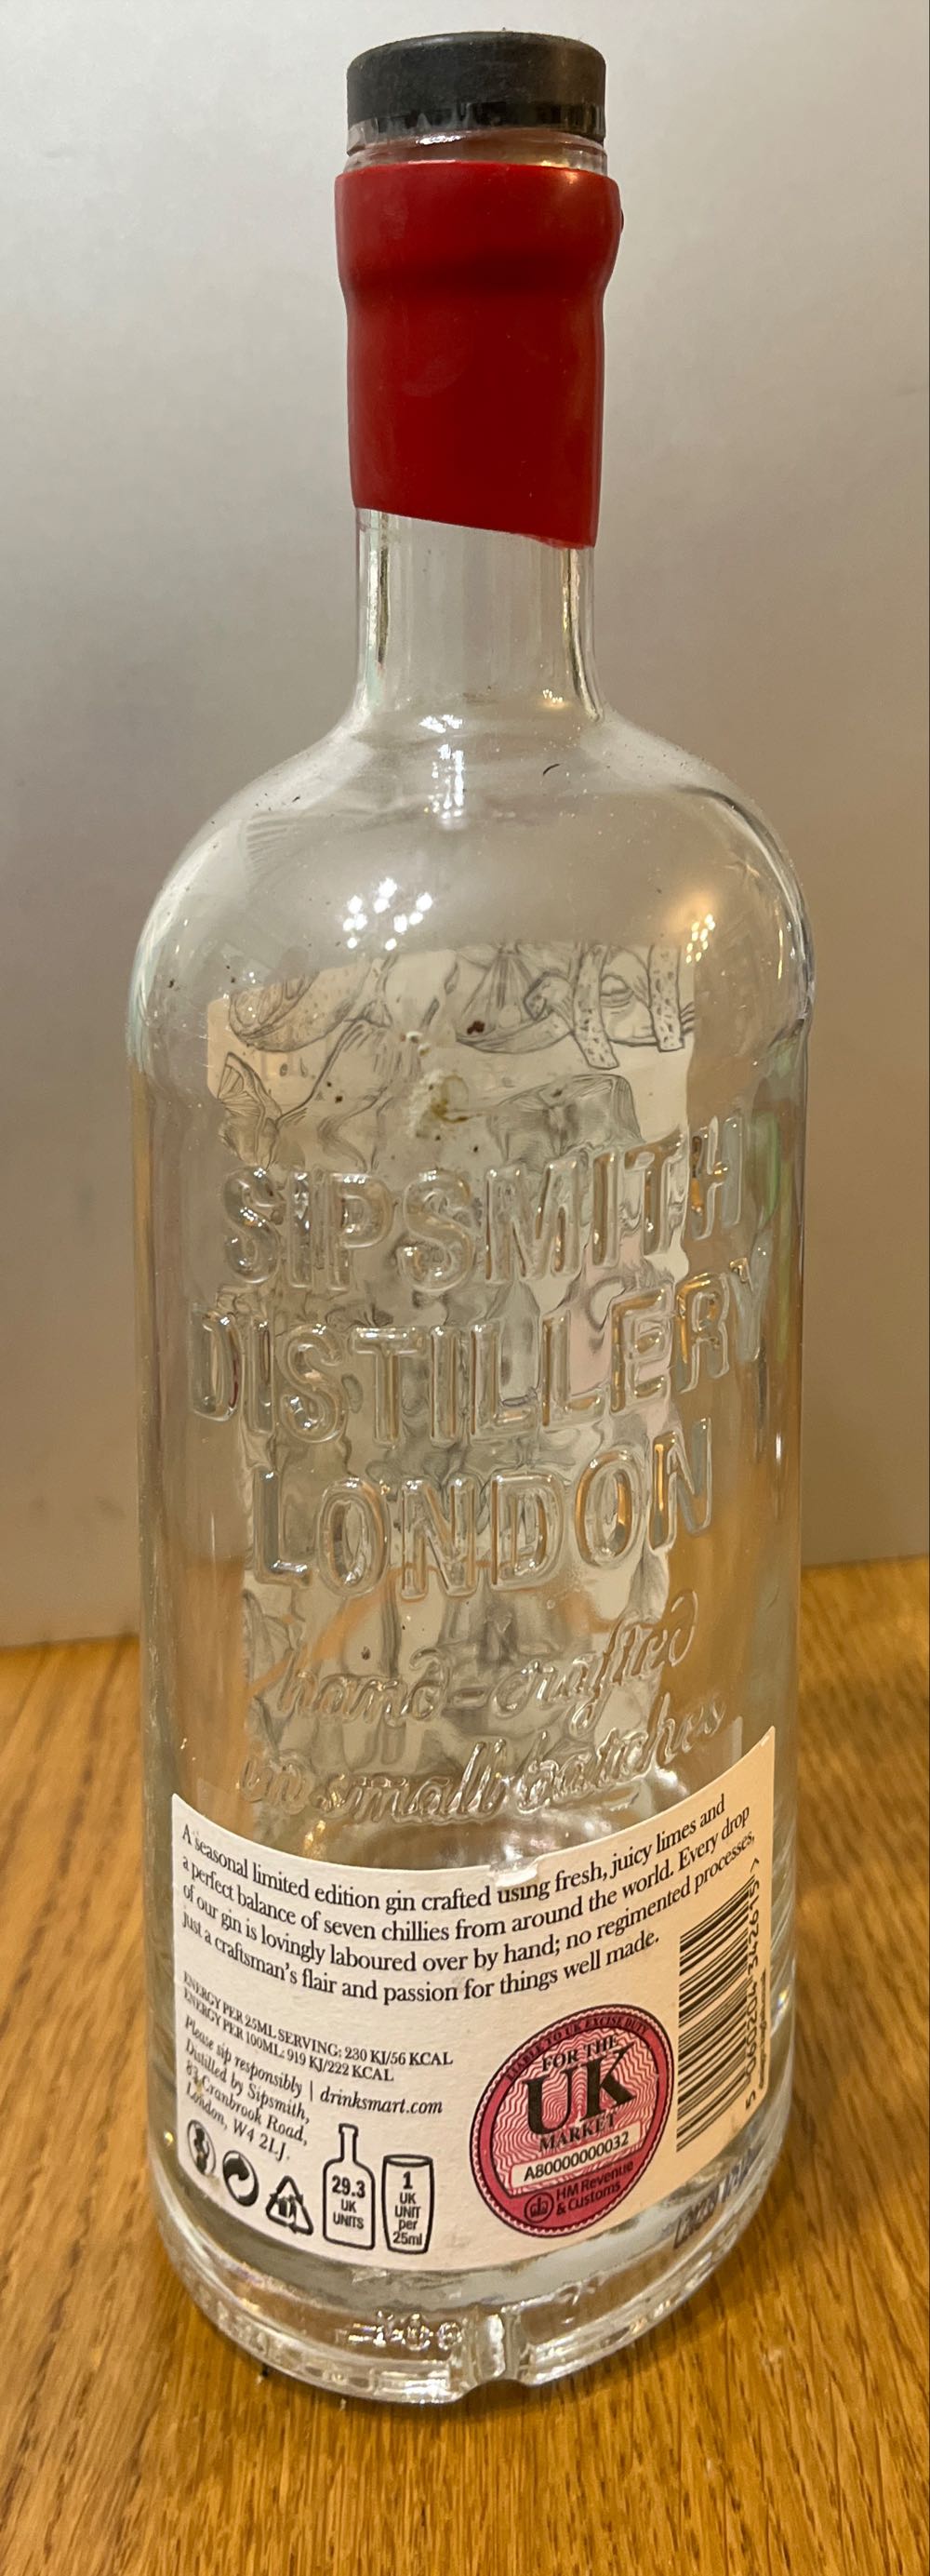 SIPSMITH
DISTILLERY
LONDON
hand-crafted
in small batches
A seasonal limited edition gin crafted using fresh, juicy limes and
a perfect balance of seven chillies from around the world. Every drop
of our gin is lovingly laboured over by hand; no regimented processes,
just a craftsman's flair and passion for things well made.
ENERGY PER 25ML SERVING: 230 KJ/56 KCAL
ENERGY PER 100ML: 919 KJ/222 KCAL
Please sip responsibly | drinksmart.com
Distilled by Sipsmith,
83 Cranbrook Road,
London, W4 2LJ.
29.3
UK
UNITS
1
UK
UNIT
per
25ml
LIABLE TO UK EXCISE DUTY
FOR THE
UK
MARKET
A80000000032
HM Revenue
& Customs